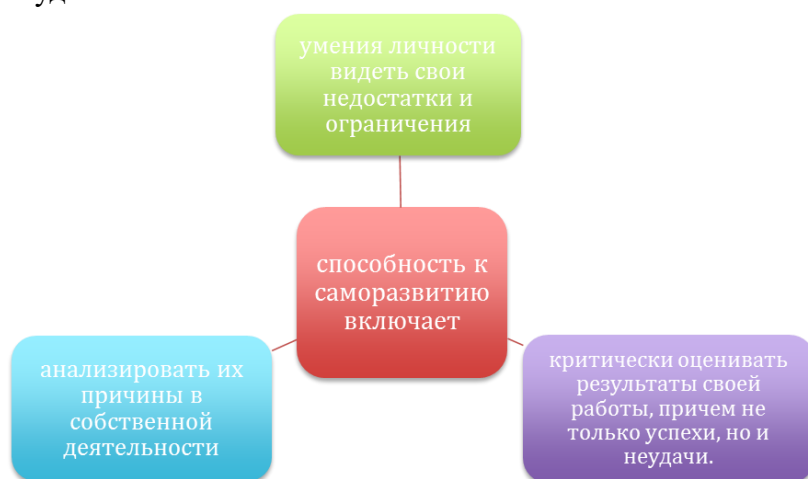 умения личности
видеть свои
недостатки и
ограничения
способность к
саморазвитию
включает
анализировать их
причины в
собственной
деятельности
критически оценивать
результаты своей
работы, причем не
только успехи, но и
неудачи.